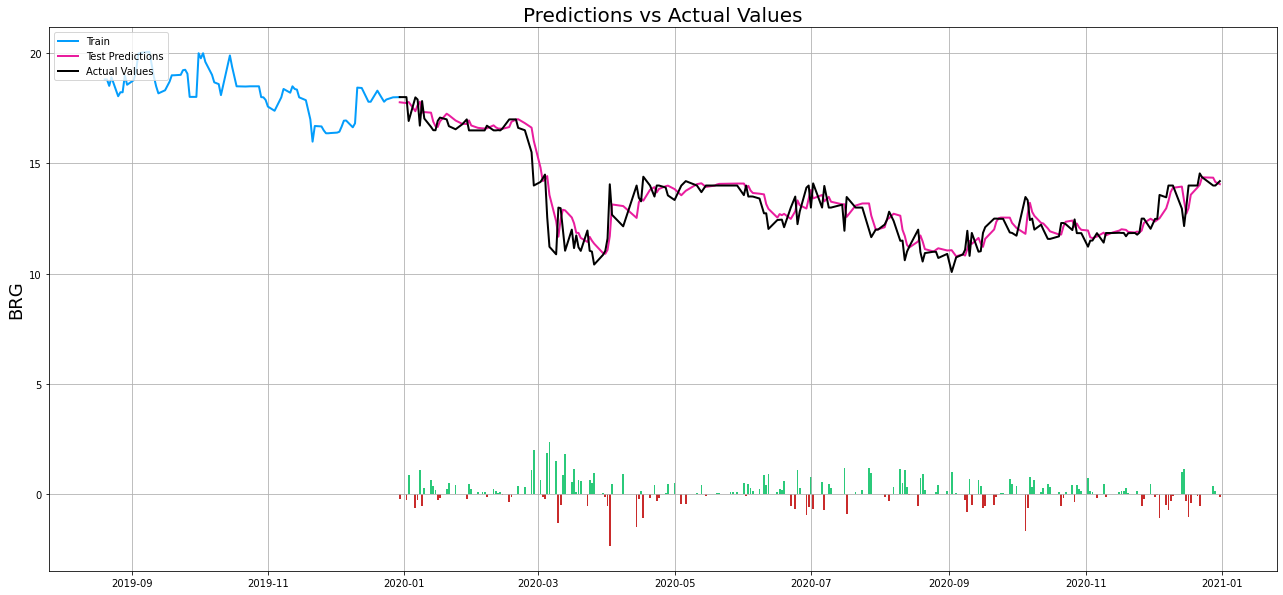 Predictions vs Actual Values
Train
Test Predictions
Actual Values
BRG
20
15
10
5
0
2019-09 2019-11 2020-01 2020-03 2020-05 2020-07 2020-09 2020-11 2021-01